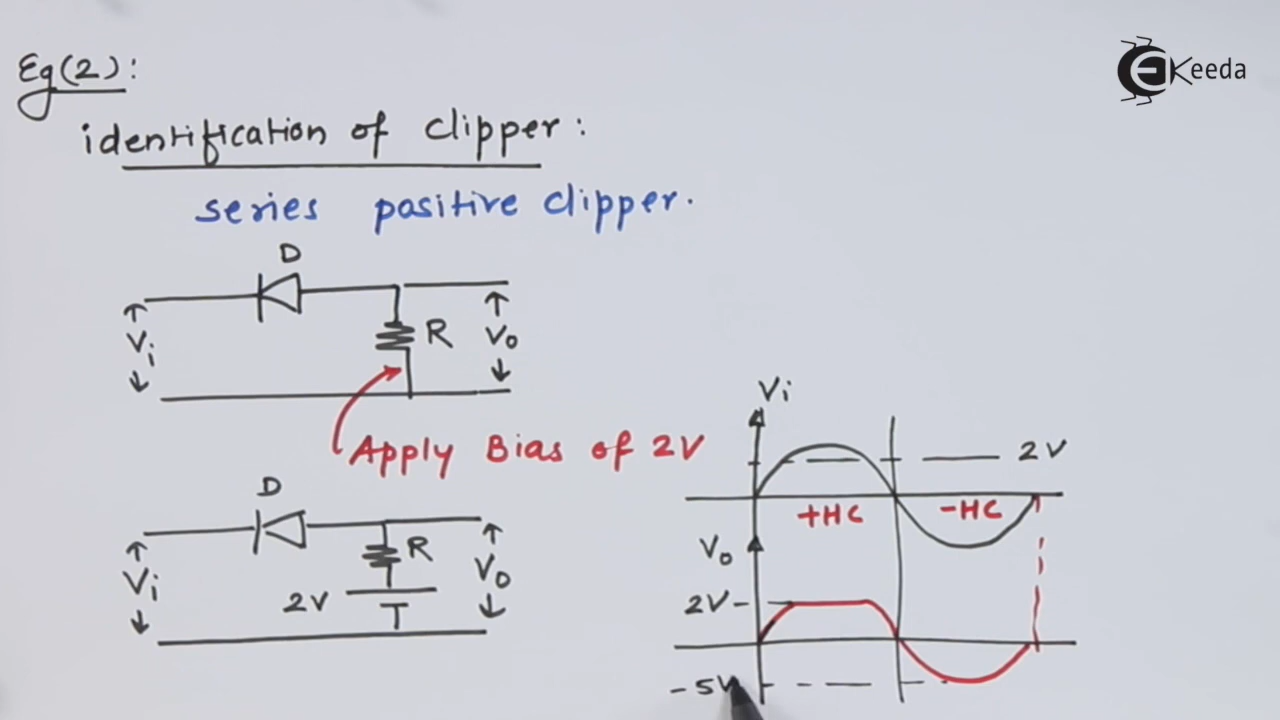 Eg(2):
EKeeda
identification of clipper:
series positive clipper.
D
Vi
R
Vo
Apply Bias of 2V
D
Vi
R
2V
Vo
Vi
2V
+HC
-HC
Vo
2V
-5V